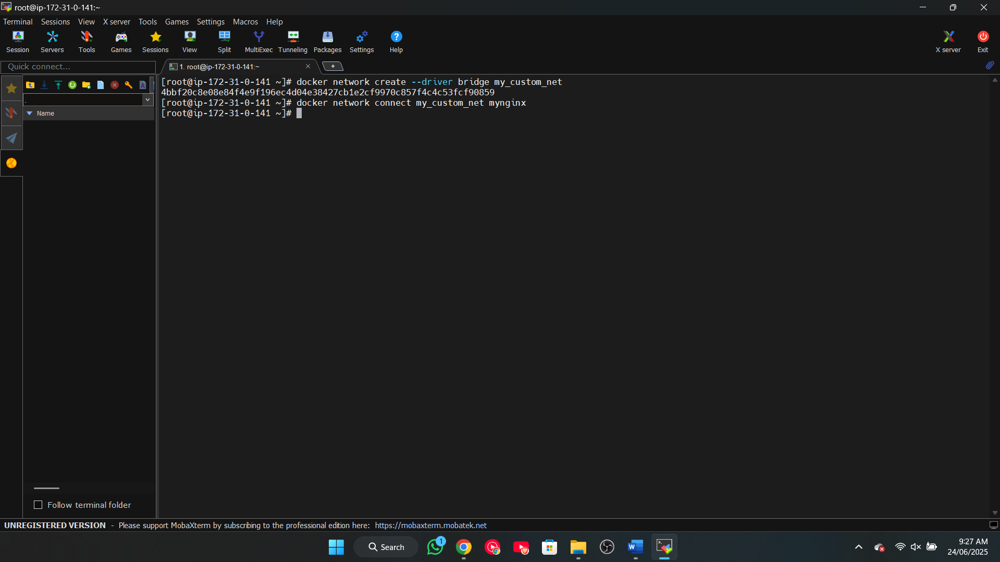 root@ip-172-31-0-141:~
Terminal Sessions View X server Tools Games Settings Macros Help
Session Servers Tools Games Sessions View Split MultiExec Tunneling Packages Settings Help X server Exit
Quick connect...
1. root@ip-172-31-0-141:~
.
Name
[root@ip-172-31-0-141 ~]# docker network create --driver bridge my_custom_net
4bbf20c8e08e84f4e9f196ec4d04e38427cb1e2cf9970c857f4c4c53fcf90859
[root@ip-172-31-0-141 ~]# docker network connect my_custom_net mynginx
[root@ip-172-31-0-141 ~]#
Follow terminal folder
UNREGISTERED VERSION - Please support MobaXterm by subscribing to the professional edition here: https://mobaxterm.mobatek.net
Search
1
9:27 AM
24/06/2025